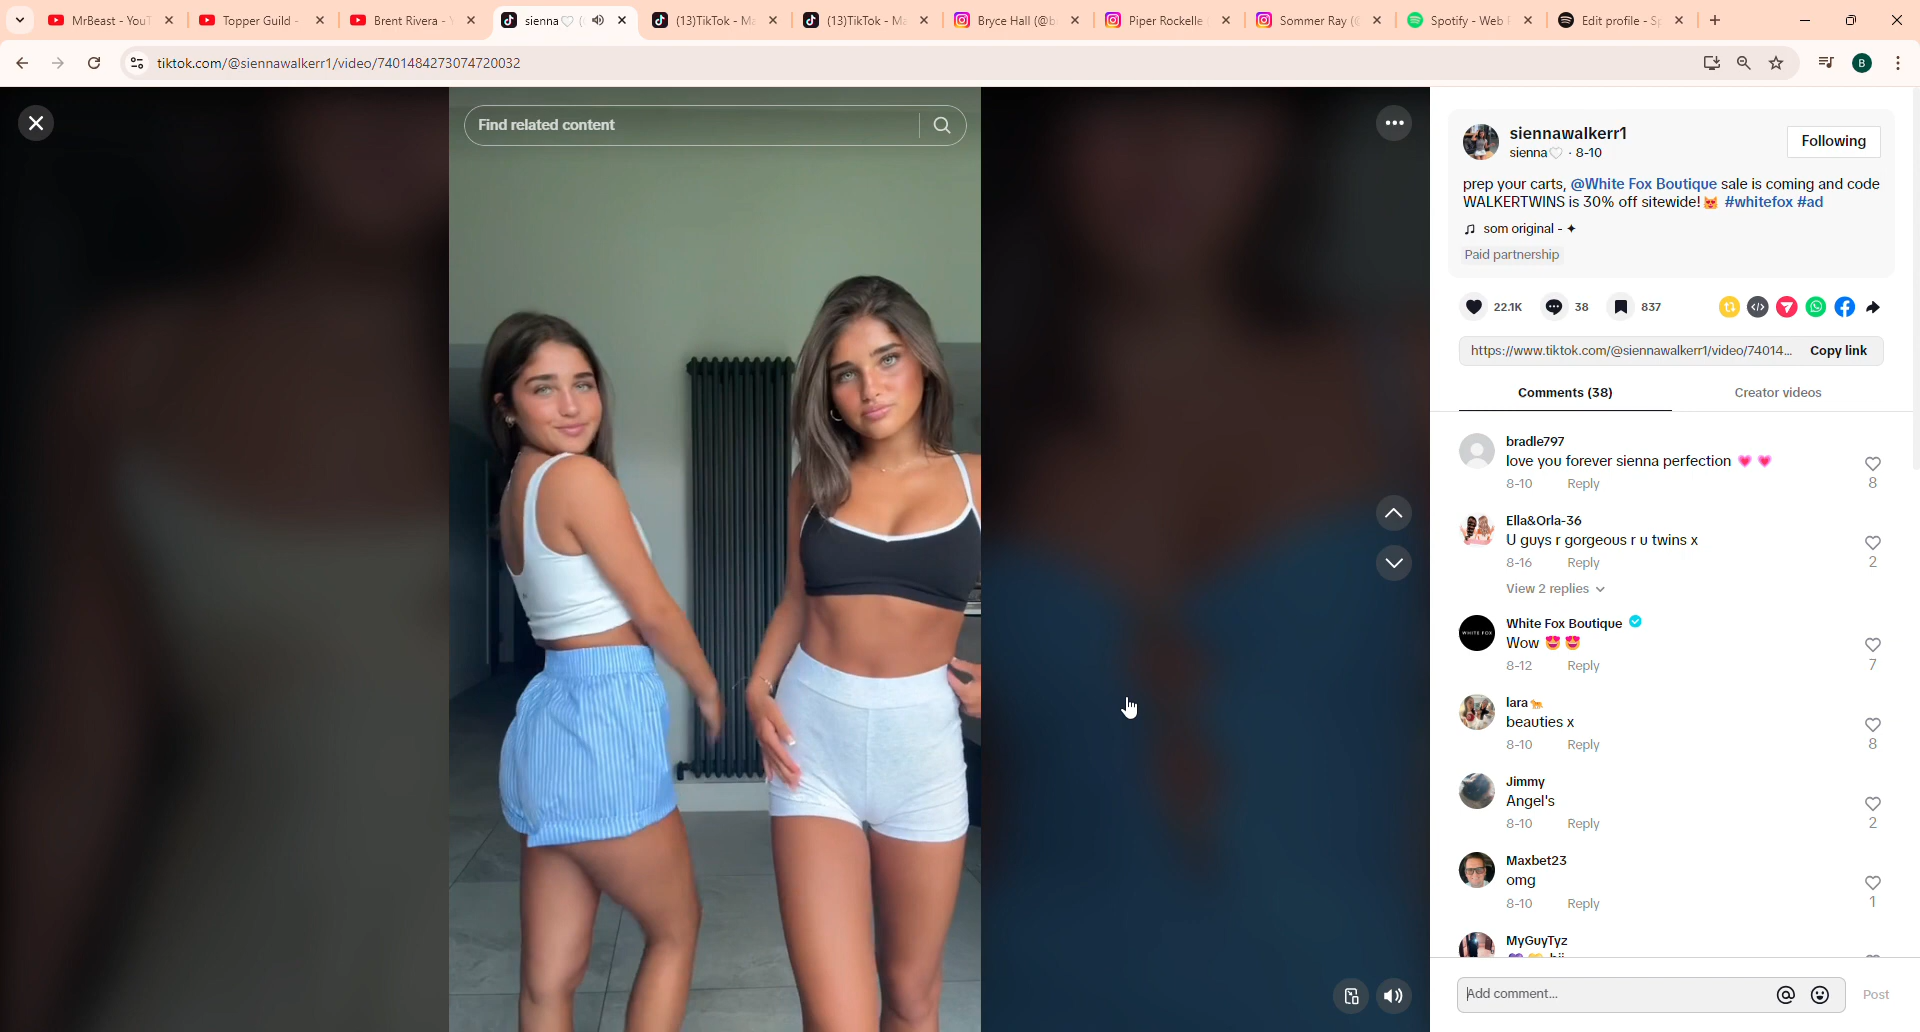 MrBeast - YouT
Topper Guild -
Brent Rivera -
sienna
(13)TikTok - Ma
(13)TikTok - Ma
Bryce Hall (@b
Piper Rockelle
Sommer Ray (@
Spotify - Web
Edit profile - Sp
tiktok.com/@siennawalkerr1/video/7401484273074720032
B
Find related content
siennawalkerr1
sienna🤍 · 8-10
Following
prep your carts, @White Fox Boutique sale is coming and code
WALKERTWINS is 30% off sitewide!😻 #whitefox #ad
♫ som original - ✦
Paid partnership
22.1K
38
837
https://www.tiktok.com/@siennawalkerr1/video/74014...
Copy link
Comments (38)
Creator videos
bradle797
love you forever sienna perfection 💗 💗
8-10 Reply
8
Ella&Orla-36
U guys r gorgeous r u twins x
8-16 Reply
2
View 2 replies
WHITE FOX
White Fox Boutique
Wow 😍 😍
8-12 Reply
7
lara🐆
beauties x
8-10 Reply
8
Jimmy
Angel's
8-10 Reply
2
Maxbet23
omg
8-10 Reply
1
MyGuyTyz
Add comment...
Post